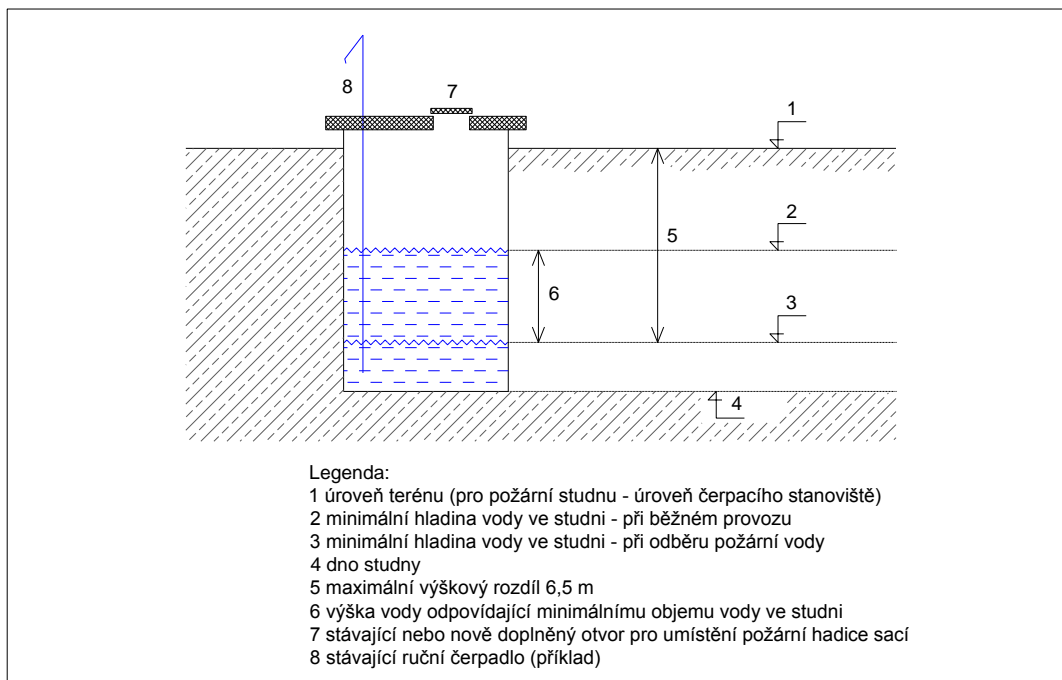 8
7
1
2
5
6
3
4
Legenda:
1 úroveň terénu (pro požární studnu - úroveň čerpacího stanoviště)
2 minimální hladina vody ve studni - při běžném provozu
3 minimální hladina vody ve studni - při odběru požární vody
4 dno studny
5 maximální výškový rozdíl 6,5 m
6 výška vody odpovídající minimálnímu objemu vody ve studni
7 stávající nebo nově doplněný otvor pro umístění požární hadice sací
8 stávající ruční čerpadlo (příklad)